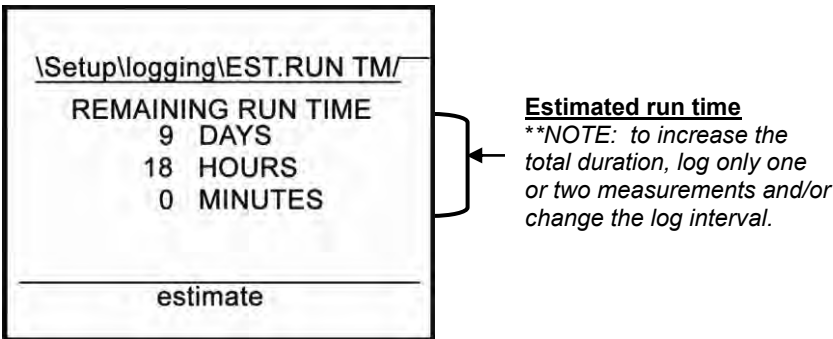 \Setup\logging\EST.RUN TM/
REMAINING RUN TIME
9 DAYS
18 HOURS
0 MINUTES
estimate
Estimated run time
**NOTE: to increase the
total duration, log only one
or two measurements and/or
change the log interval.